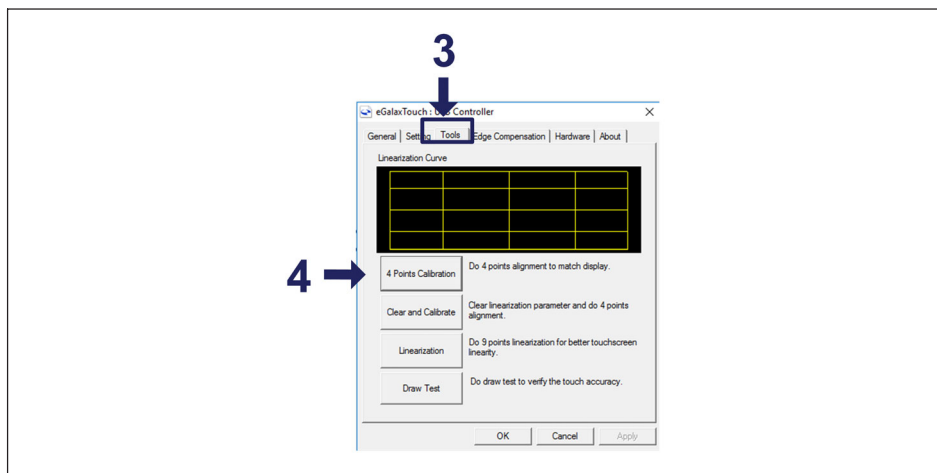 3
eGalaxTouch : USB Controller
General Setting Tools Edge Compensation Hardware About
Linearization Curve
4
4 Points Calibration Do 4 points alignment to match display.
Clear and Calibrate Clear linearization parameter and do 4 points
alignment.
Linearization Do 9 points linearization for better touchscreen
linearity.
Draw Test Do draw test to verify the touch accuracy.
OK Cancel Apply